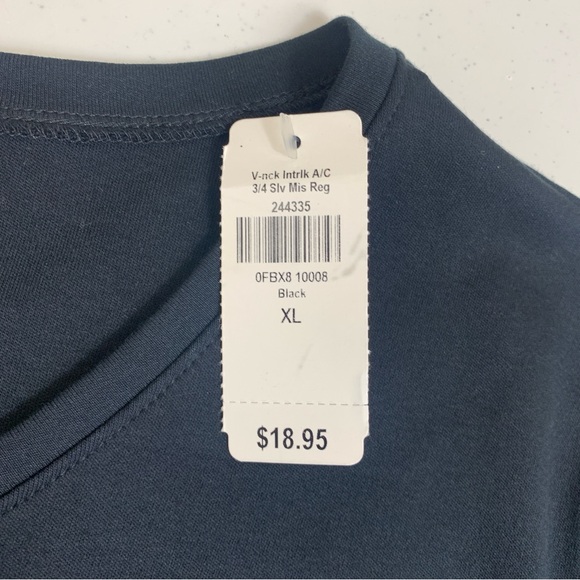 V-nck Intrlk A/C
3/4 Slv Mis Reg
244335
0FBX8 10008
Black
XL
$18.95